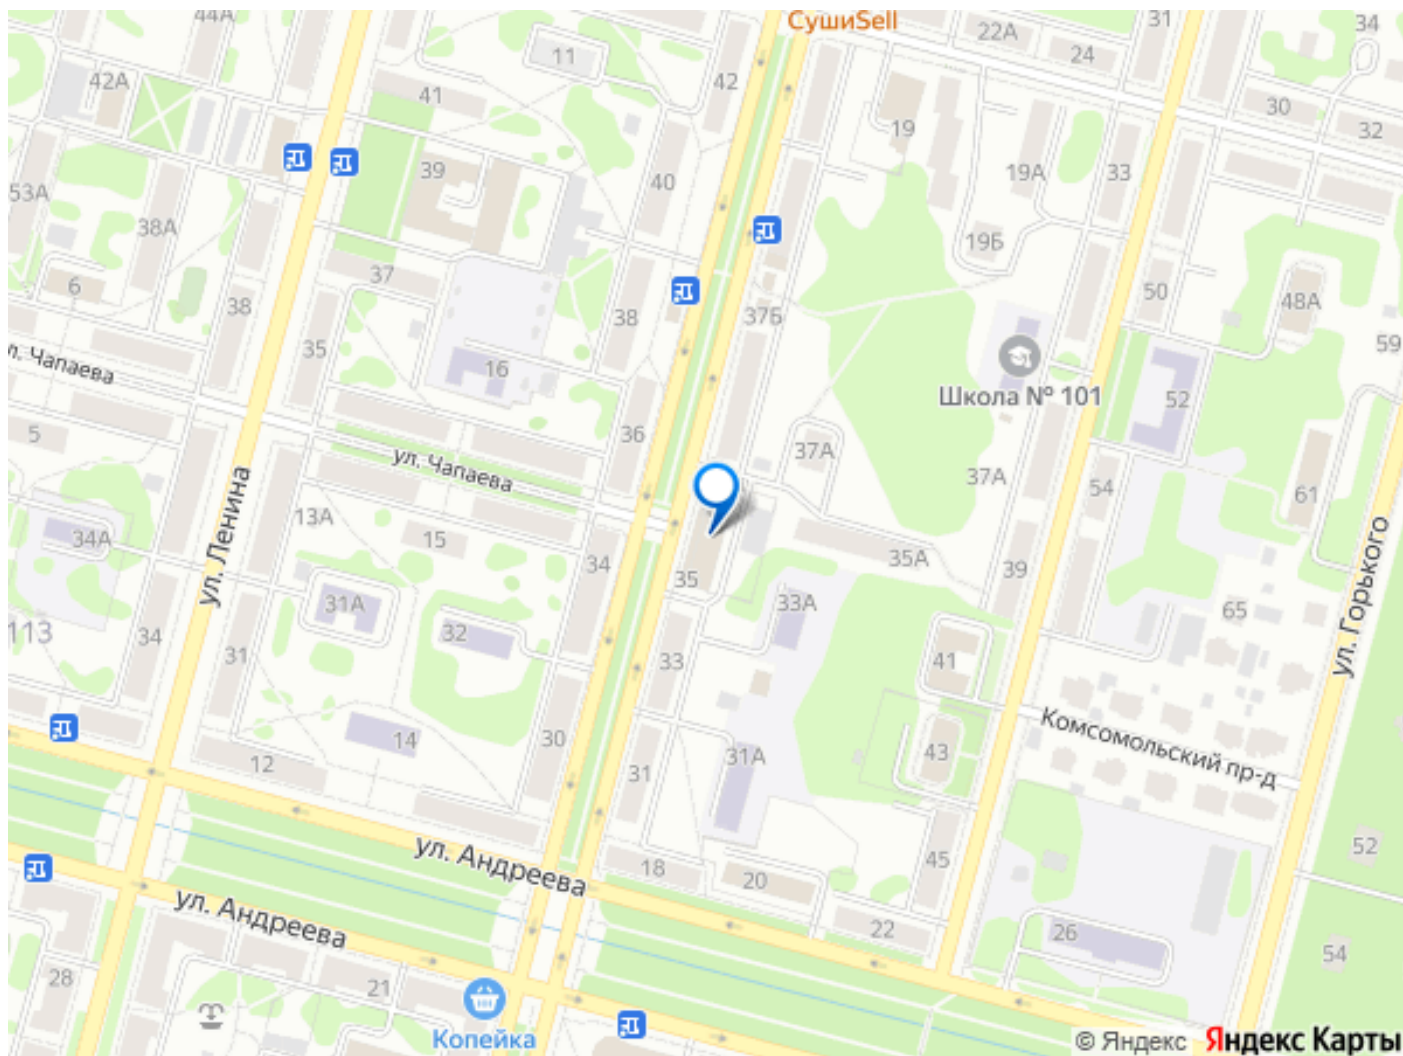 СушиSell
44А
31
34
22А
24
42А
11
42
41
30
32
19
39
40
19А
33
53А
38А
19Б
37
6
50
48А
38
38
37Б
35
59
л. Чапаева
16
Школа № 101
52
5
36
37А
ул. Чапаева
37А
54
61
13А
34А
15
ул. Ленина
34
35А
39
35
ул. Горького
31А
33А
65
113
34
32
31
33
41
Комсомольский пр-д
14
30
43
12
31
31А
ул. Андреева
52
45
18
20
ул. Андреева
22
26
54
28
21
Копейка
© Яндекс Яндекс Карты